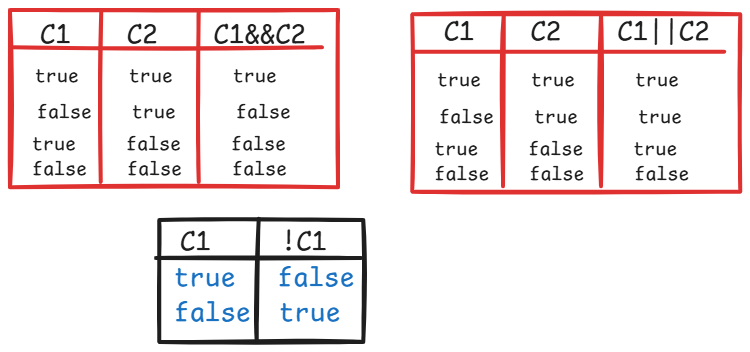 C1 C2 C1&&C2
true true true
false true false
true false false
false false false
C1 C2 C1||C2
true true true
false true true
true false true
false false false
C1 !C1
true false
false true